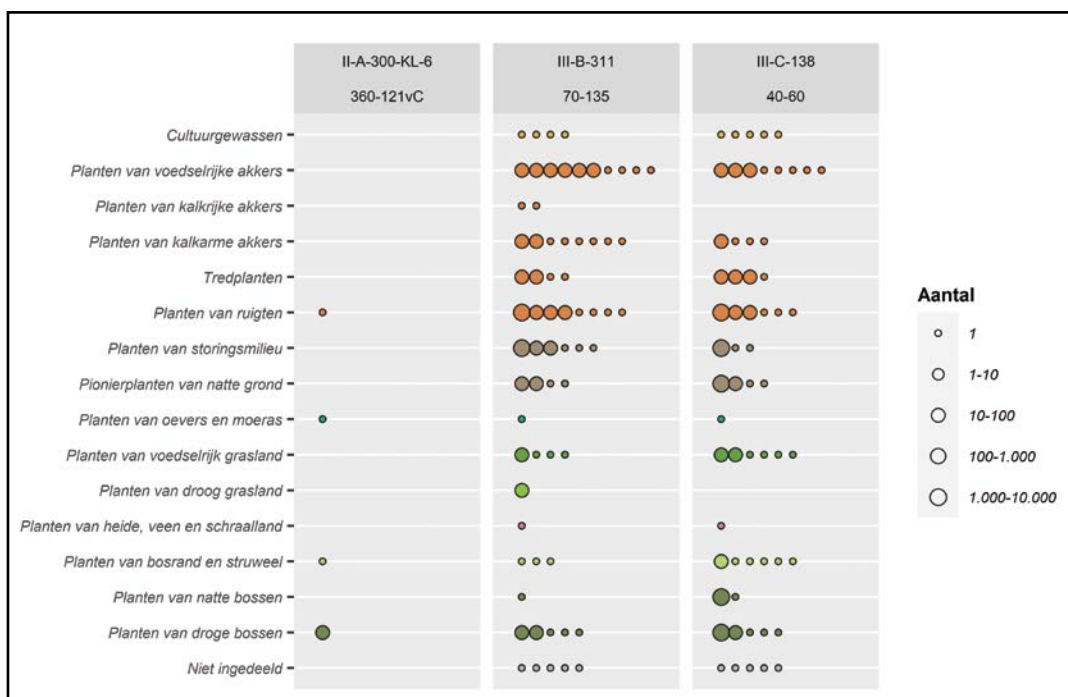 II-A-300-KL-6 III-B-311 III-C-138
360-121vC 70-135 40-60
Cultuurgewassen
Planten van voedselrijke akkers
Planten van kalkrijke akkers
Planten van kalkarme akkers
Tredplanten
Planten van ruigten
Planten van storingsmilieu
Pionierplanten van natte grond
Planten van oevers en moeras
Planten van voedselrijk grasland
Planten van droog grasland
Planten van heide, veen en schraalland
Planten van bosrand en struweel
Planten van natte bossen
Planten van droge bossen
Niet ingedeeld
Aantal
1
1-10
10-100
100-1.000
1.000-10.000